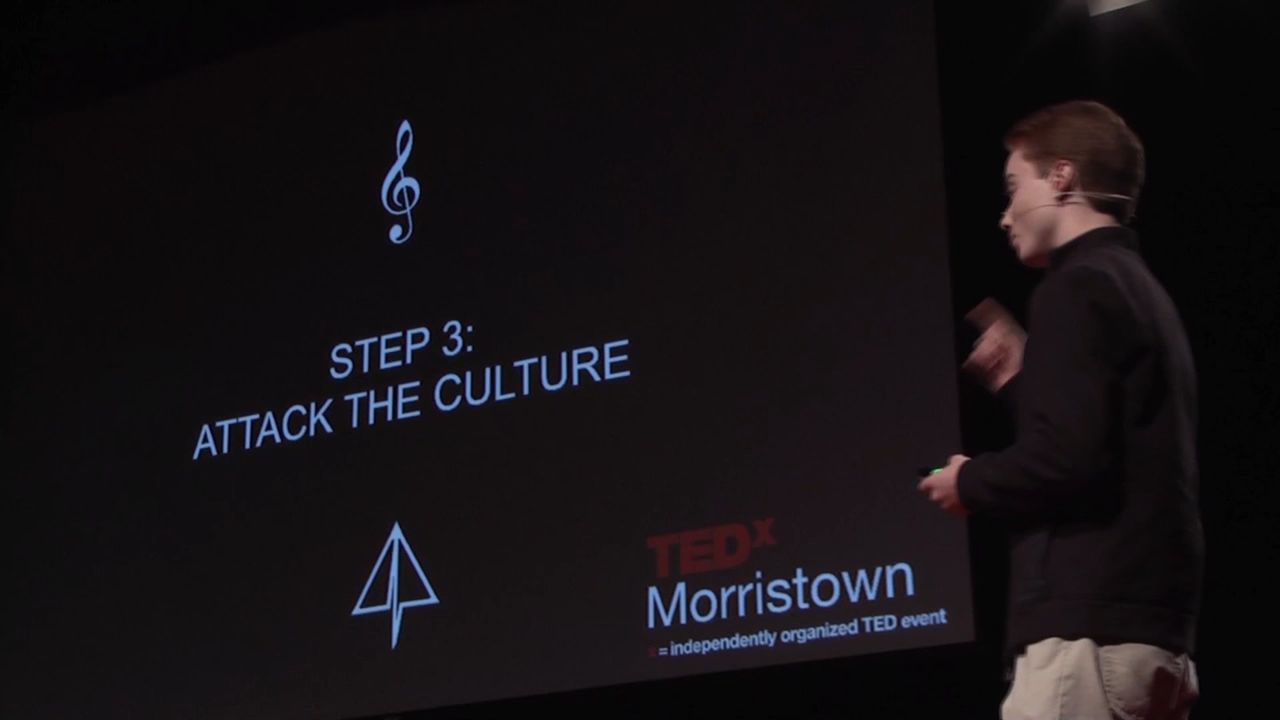 STEP 3:
ATTACK THE CULTURE
TEDx
Morristown
x = independently organized TED event